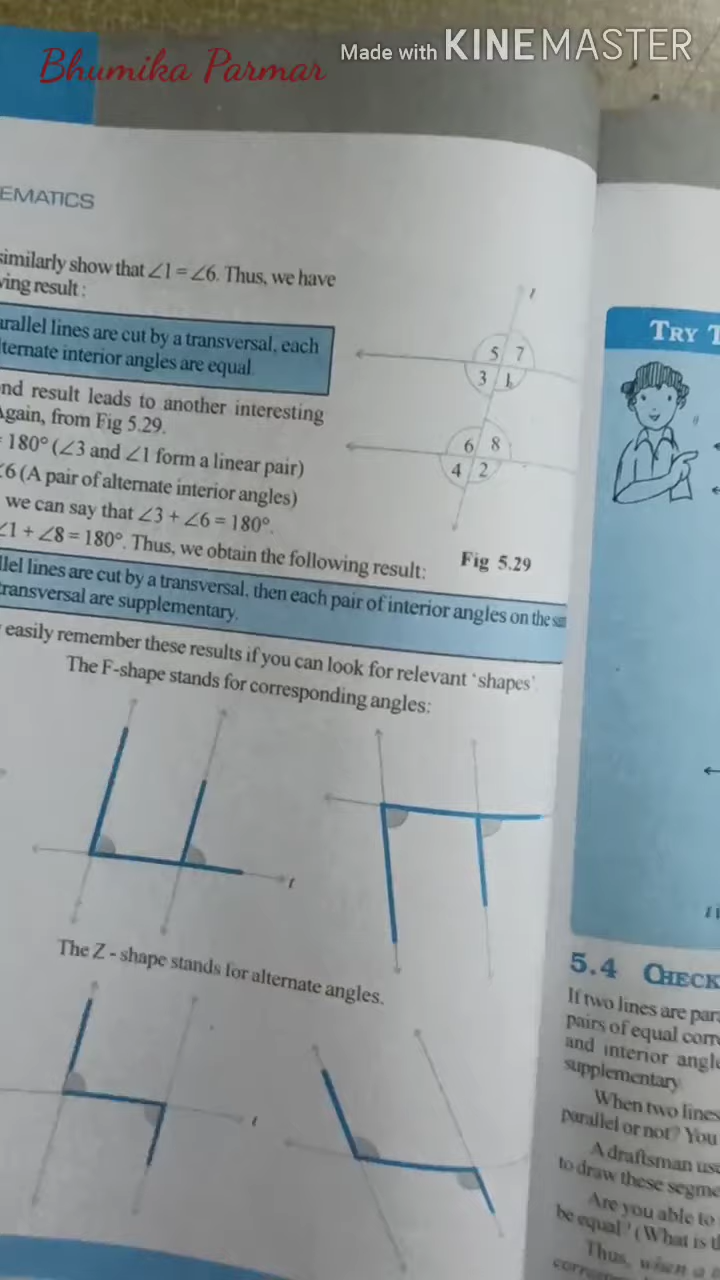 Bhumika Parmar
Made with KINEMASTER
EMATICS
similarly show that ∠1 = ∠6. Thus, we have
ving result :
arallel lines are cut by a transversal, each
lternate interior angles are equal.
nd result leads to another interesting
Again, from Fig 5.29.
= 180° (∠3 and ∠1 form a linear pair)
∠6 (A pair of alternate interior angles)
we can say that ∠3 + ∠6 = 180°.
∠1 + ∠8 = 180°. Thus, we obtain the following result:
t
5 7
3 1
6 8
4 2
Fig 5.29
llel lines are cut by a transversal, then each pair of interior angles on the
transversal are supplementary.
easily remember these results if you can look for relevant 'shapes'.
The F-shape stands for corresponding angles:
t
The Z - shape stands for alternate angles.
t
TRY T
5.4 CHECK
If two lines are para
pairs of equal corre
and interior angle
supplementary.
When two lines
parallel or not? You
A draftsman use
to draw these segme
Are you able to
be equal? (What is th
Thus, when a
corre